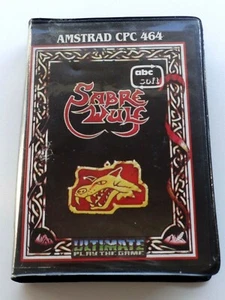 AMSTRAD CPC 464
abc
soft
SABRE
WULF
ULTIMATE
PLAY THE GAME